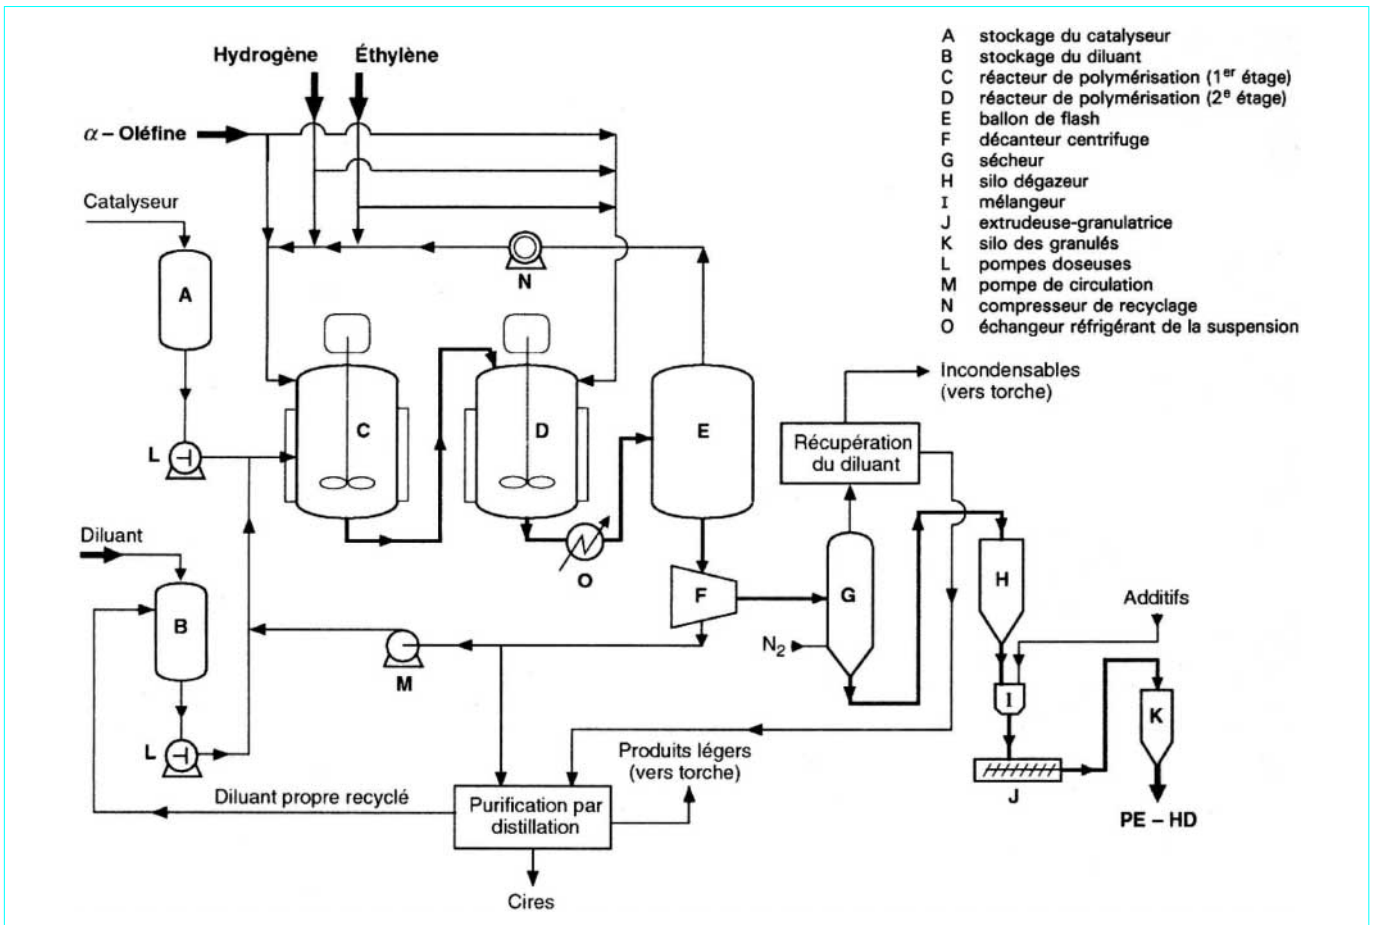 Hydrogène
Éthylène
α – Oléfine
Catalyseur
A
L
Diluant
B
L
C
D
N
E
O
F
M
G
N₂
Récupération
du diluant
Incondensables
(vers torche)
H
Additifs
I
J
K
PE – HD
Produits légers
(vers torche)
Diluant propre recyclé
Purification par
distillation
Cires
A stockage du catalyseur
B stockage du diluant
C réacteur de polymérisation (1er étage)
D réacteur de polymérisation (2e étage)
E ballon de flash
F décanteur centrifuge
G sécheur
H silo dégazeur
I mélangeur
J extrudeuse-granulatrice
K silo des granulés
L pompes doseuses
M pompe de circulation
N compresseur de recyclage
O échangeur réfrigérant de la suspension